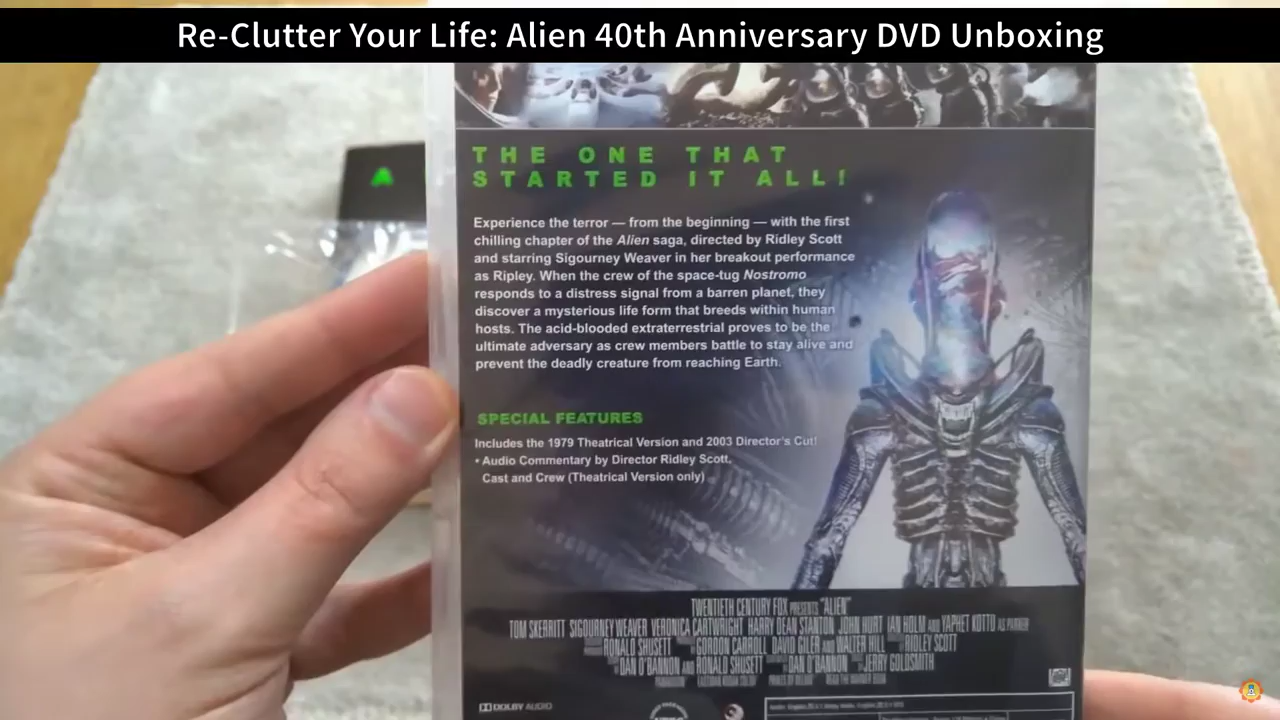 Re-Clutter Your Life: Alien 40th Anniversary DVD Unboxing
A
THE ONE THAT
STARTED IT ALL!
Experience the terror — from the beginning — with the first
chilling chapter of the Alien saga, directed by Ridley Scott
and starring Sigourney Weaver in her breakout performance
as Ripley. When the crew of the space-tug Nostromo
responds to a distress signal from a barren planet, they
discover a mysterious life form that breeds within human
hosts. The acid-blooded extraterrestrial proves to be the
ultimate adversary as crew members battle to stay alive and
prevent the deadly creature from reaching Earth.
SPECIAL FEATURES
Includes the 1979 Theatrical Version and 2003 Director's Cut!
• Audio Commentary by Director Ridley Scott,
Cast and Crew (Theatrical Version only)
TWENTIETH CENTURY FOX PRESENTS "ALIEN"
TOM SKERRITT SIGOURNEY WEAVER VERONICA CARTWRIGHT HARRY DEAN STANTON JOHN HURT IAN HOLM AND YAPHET KOTTO AS PARKER
RONALD SHUSETT GORDON CARROLL DAVID GILER AND WALTER HILL RIDLEY SCOTT
DAN O'BANNON AND RONALD SHUSETT DAN O'BANNON JERRY GOLDSMITH
DOLBY AUDIO